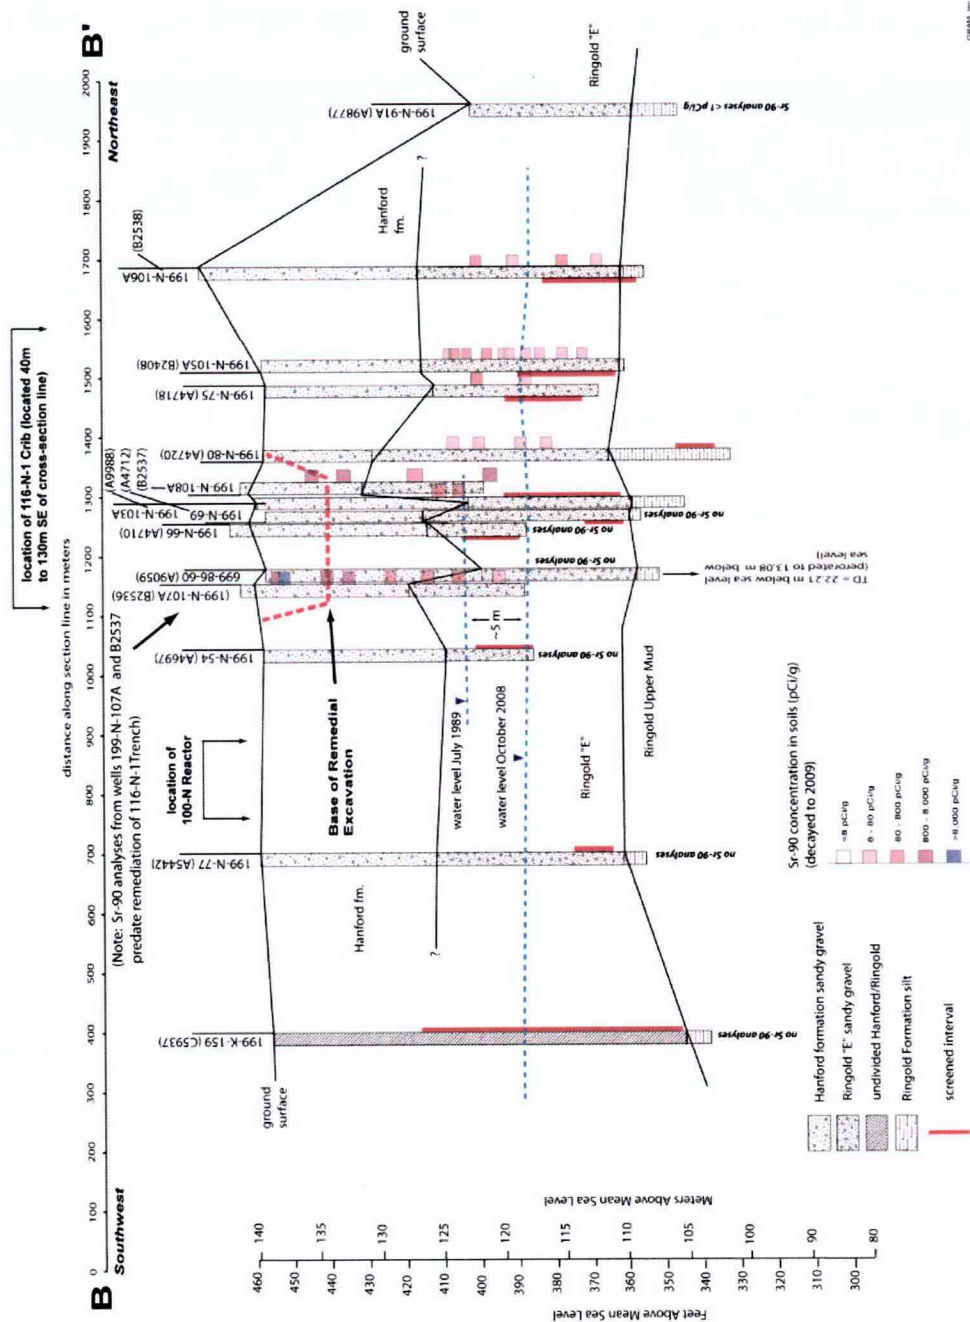 B
Southwest
B'
Northeast
distance along section line in meters
0 100 200 300 400 500 600 700 800 900 1000 1100 1200 1300 1400 1500 1600 1700 1800 1900 2000
location of 116-N-1 Crib (located 40m
to 130m SE of cross-section line)
(Note: Sr-90 analyses from wells 199-N-107A and B2537
predate remediation of 116-N-1Trench)
location of
100-N Reactor
Base of Remedial
Excavation
199-K-159 (C5937)
199-N-77 (A5442)
199-N-54 (A4697)
199-N-107A (B2536)
699-86-60 (A9059)
199-N-66 (A4710)
199-N-69
199-N-103A
199-N-108A
(A9988)
(A4712)
(B2537)
199-N-80 (A4720)
199-N-75 (A4718)
199-N-105A (B2408)
199-N-106A
(B2538)
199-N-91A (A9877)
ground
surface
ground
surface
Hanford fm.
Hanford
fm.
?
?
water level July 1989
~5 m
water level October 2008
Ringold "E"
Ringold "E"
Ringold Upper Mud
no Sr-90 analyses
no Sr-90 analyses
no Sr-90 analyses
no Sr-90 analyses
no Sr-90 analyses
no Sr-90 analyses
Sr-90 analyses <1 pCi/g
TD = 22.21 m below sea level
(perforated to 13.08 m below
sea level)
Meters Above Mean Sea Level
140 135 130 125 120 115 110 105 100 95 90 85 80
Feet Above Mean Sea Level
460 450 440 430 420 410 400 390 380 370 360 350 340 330 320 310 300
Hanford formation sandy gravel
Ringold "E" sandy gravel
undivided Hanford/Ringold
Ringold Formation silt
screened interval
Sr-90 concentration in soils (pCi/g)
(decayed to 2009)
<8 pCi/g
8 - 80 pCi/g
80 - 800 pCi/g
800 - 8,000 pCi/g
>8,000 pCi/g